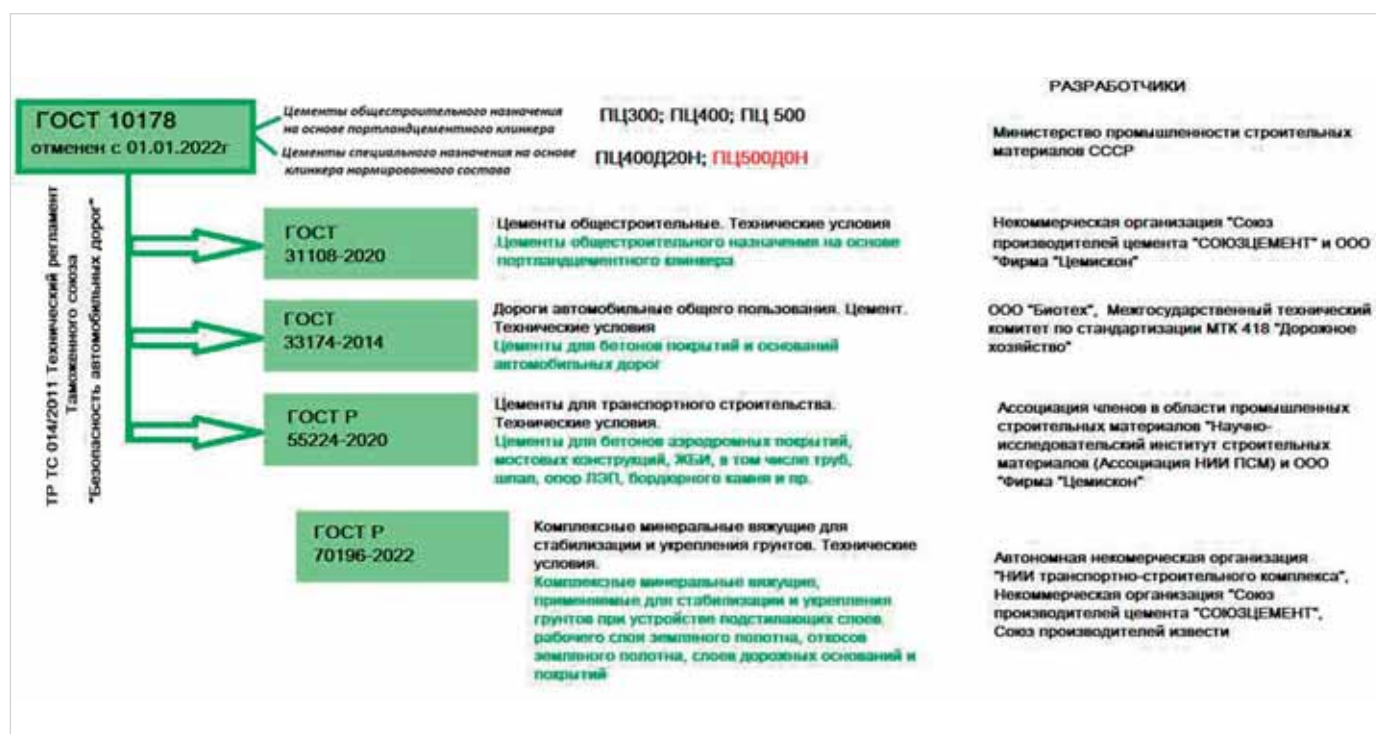 РАЗРАБОТЧИКИ
ГОСТ 10178
отменен с 01.01.2022г
Цементы общестроительного назначения
на основе портландцементного клинкера
Цементы специального назначения на основе
клинкера нормированного состава
ПЦ300; ПЦ400; ПЦ 500
ПЦ400Д20Н; ПЦ500Д0Н
Министерство промышленности строительных
материалов СССР
ТР ТС 014/2011 Технический регламент
Таможенного союза
"Безопасность автомобильных дорог"
ГОСТ
31108-2020
Цементы общестроительные. Технические условия
Цементы общестроительного назначения на основе
портландцементного клинкера
Некоммерческая организация "Союз
производителей цемента "СОЮЗЦЕМЕНТ" и ООО
"Фирма "Цемискон"
ГОСТ
33174-2014
Дороги автомобильные общего пользования. Цемент.
Технические условия
Цементы для бетонов покрытий и оснований
автомобильных дорог
ООО "Биотех", Межгосударственный технический
комитет по стандартизации МТК 418 "Дорожное
хозяйство"
ГОСТ Р
55224-2020
Цементы для транспортного строительства.
Технические условия.
Цементы для бетонов аэродромных покрытий,
мостовых конструкций, ЖБИ, в том числе труб,
шпал, опор ЛЭП, бордюрного камня и пр.
Ассоциация членов в области промышленных
строительных материалов "Научно-
исследовательский институт строительных
материалов (Ассоциация НИИ ПСМ) и ООО
"Фирма "Цемискон"
ГОСТ Р
70196-2022
Комплексные минеральные вяжущие для
стабилизации и укрепления грунтов. Технические
условия.
Комплексные минеральные вяжущие,
применяемые для стабилизации и укрепления
грунтов при устройстве подстилающих слоев,
рабочего слоя земляного полотна, откосов
земляного полотна, слоев дорожных оснований и
покрытий
Автономная некомерческая организация
"НИИ транспортно-строительного комплекса",
Некоммерческая организация "Союз
производителей цемента "СОЮЗЦЕМЕНТ",
Союз производителей извести